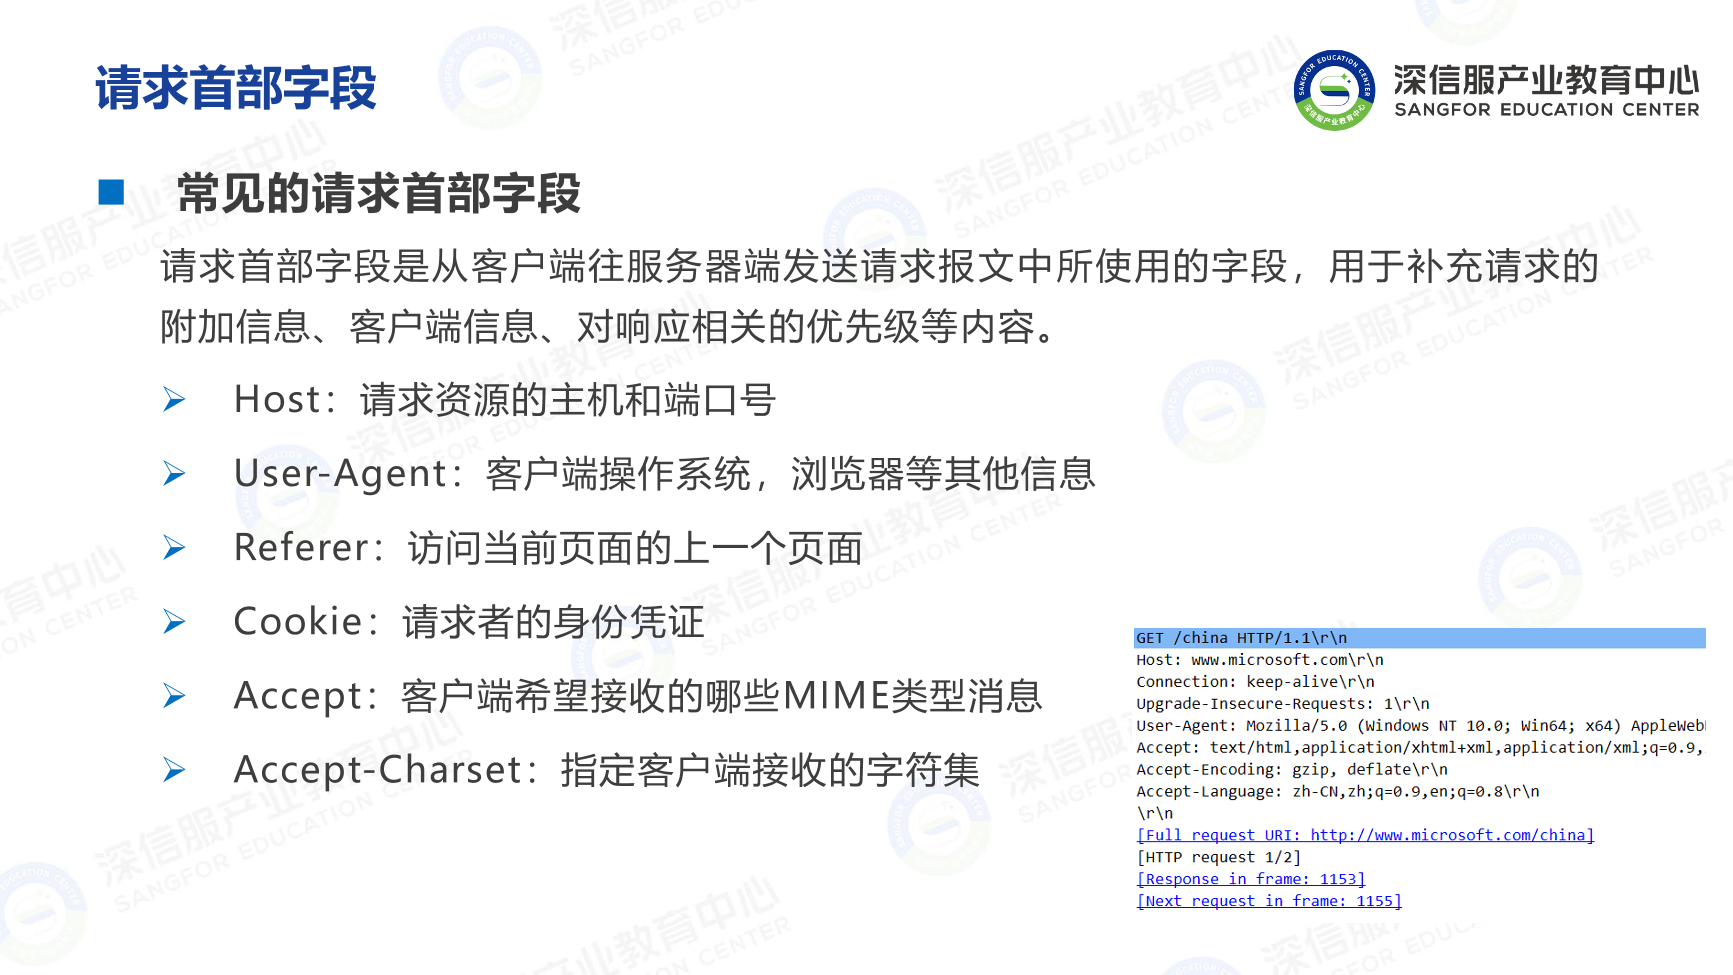 请求首部字段
深信服产业教育中心
SANGFOR EDUCATION CENTER
常见的请求首部字段
请求首部字段是从客户端往服务器端发送请求报文中所使用的字段，用于补充请求的
附加信息、客户端信息、对响应相关的优先级等内容。
Host：请求资源的主机和端口号
User-Agent：客户端操作系统，浏览器等其他信息
Referer：访问当前页面的上一个页面
Cookie：请求者的身份凭证
Accept：客户端希望接收的哪些MIME类型消息
Accept-Charset：指定客户端接收的字符集
GET /china HTTP/1.1\r\n
Host: www.microsoft.com\r\n
Connection: keep-alive\r\n
Upgrade-Insecure-Requests: 1\r\n
User-Agent: Mozilla/5.0 (Windows NT 10.0; Win64; x64) AppleWeb
Accept: text/html,application/xhtml+xml,application/xml;q=0.9,
Accept-Encoding: gzip, deflate\r\n
Accept-Language: zh-CN,zh;q=0.9,en;q=0.8\r\n
\r\n
[Full request URI: http://www.microsoft.com/china]
[HTTP request 1/2]
[Response in frame: 1153]
[Next request in frame: 1155]